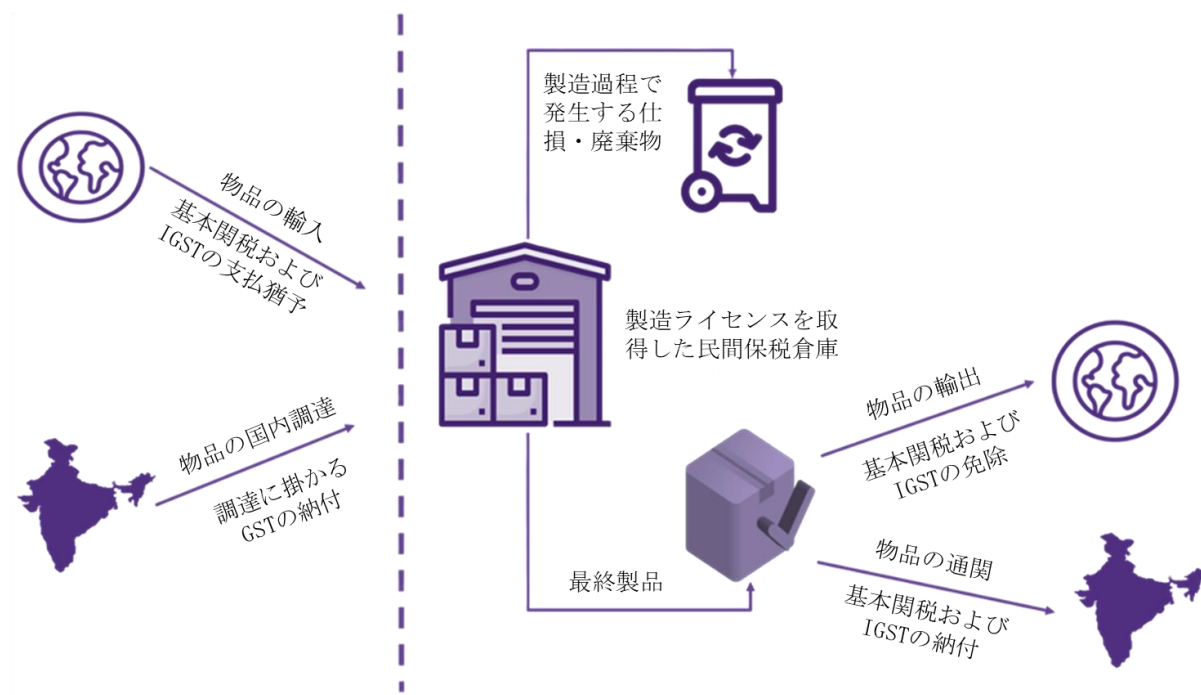 製造過程で
発生する仕
損・廃棄物
物品の輸入
基本関税および
IGSTの支払猶予
製造ライセンスを取
得した民間保税倉庫
物品の国内調達
調達に掛かる
GSTの納付
物品の輸出
基本関税および
IGSTの免除
最終製品
物品の通関
基本関税および
IGSTの納付